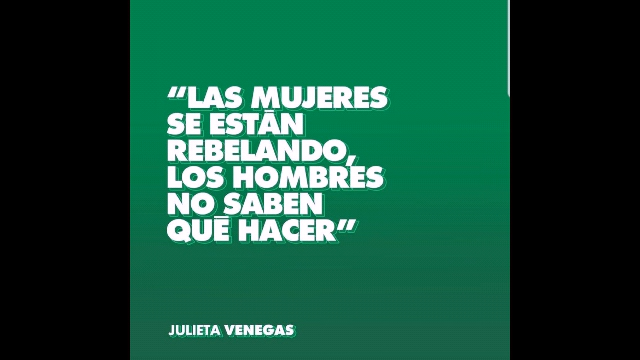 “LAS MUJERES
SE ESTÁN
REBELANDO,
LOS HOMBRES
NO SABEN
QUÉ HACER”
JULIETA VENEGAS